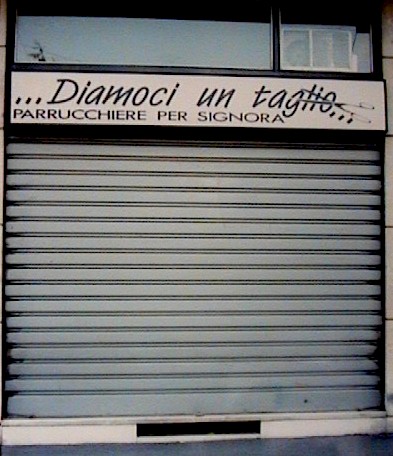 ...Diamoci un taglio...
PARRUCCHIERE PER SIGNORA